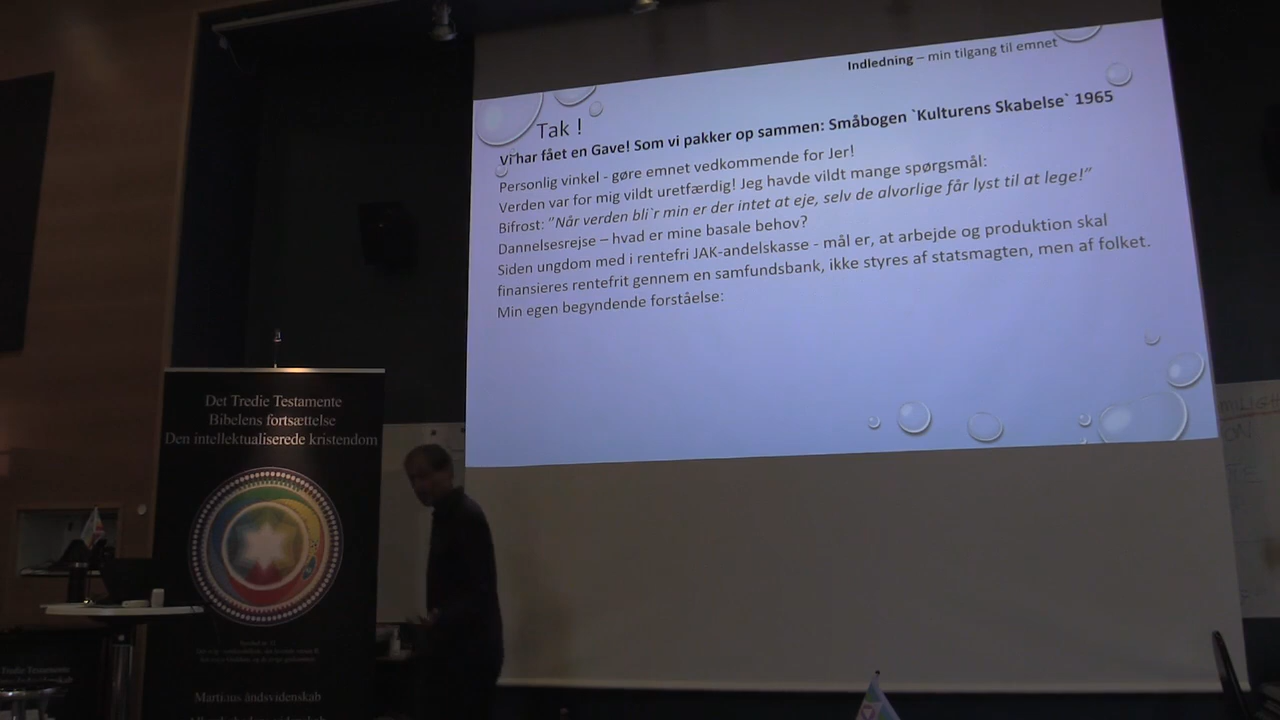 Indledning – min tilgang til emnet
Tak !
Vi har fået en Gave! Som vi pakker op sammen: Småbogen `Kulturens Skabelse` 1965
Personlig vinkel - gøre emnet vedkommende for Jer!
Verden var for mig vildt uretfærdig! Jeg havde vildt mange spørgsmål:
Bifrost: ”Når verden bli`r min er der intet at eje, selv de alvorlige får lyst til at lege!”
Dannelsesrejse – hvad er mine basale behov?
Siden ungdom med i rentefri JAK-andelskasse - mål er, at arbejde og produktion skal
finansieres rentefrit gennem en samfundsbank, ikke styres af statsmagten, men af folket.
Min egen begyndende forståelse:
Det Tredie Testamente
Bibelens fortsættelse
Den intellektualiserede kristendom
Martinus åndsvidenskab
Tredie Testamente